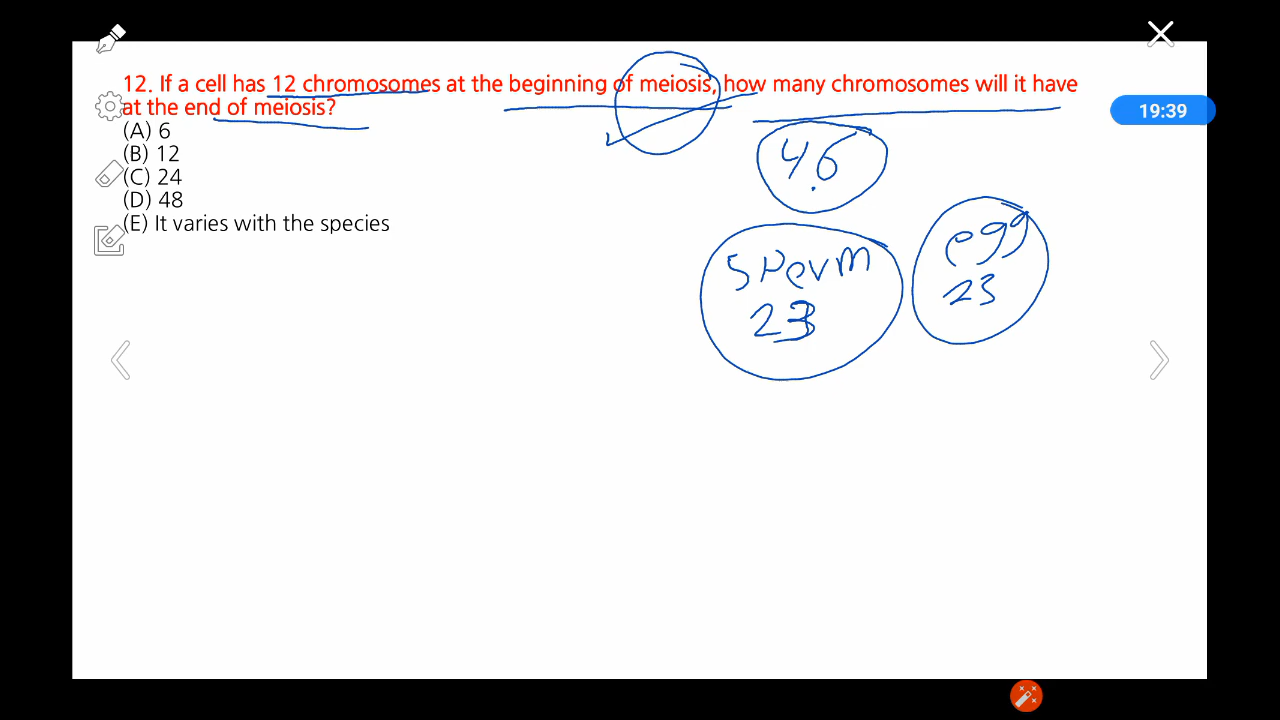 12. If a cell has 12 chromosomes at the beginning of meiosis, how many chromosomes will it have
at the end of meiosis?
(A) 6
(B) 12
(C) 24
(D) 48
(E) It varies with the species
19:39
46
sperm
23
egg
23